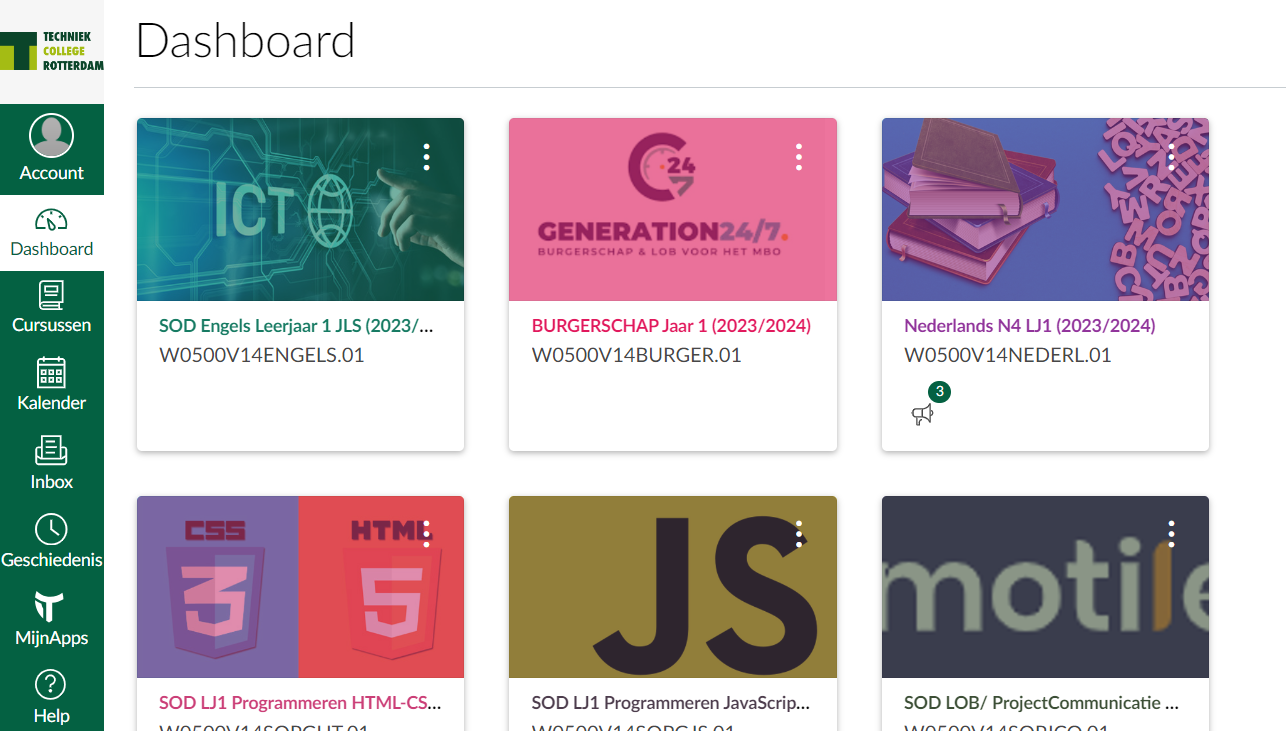 TECHNIEK
COLLEGE
ROTTERDAM
Account
Dashboard
Cursussen
Kalender
Inbox
Geschiedenis
MijnApps
Help
Dashboard
ICT
SOD Engels Leerjaar 1 JLS (2023/...
W0500V14ENGELS.01
24
7
GENERATION24/7.
BURGERSCHAP & LOB VOOR HET MBO
BURGERSCHAP Jaar 1 (2023/2024)
W0500V14BURGER.01
Nederlands N4 LJ1 (2023/2024)
W0500V14NEDERL.01
3
CSS
3
HTML
5
SOD LJ1 Programmeren HTML-CS...
JS
SOD LJ1 Programmeren JavaScrip...
motile
SOD LOB/ ProjectCommunicatie ...